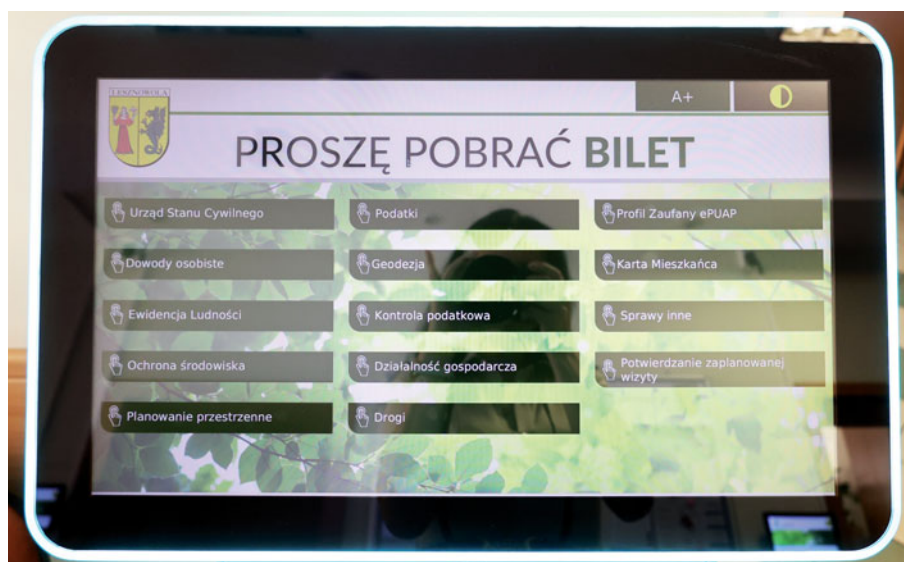 LESZNOWOLA
A+
PROSZĘ POBRAĆ BILET
Urząd Stanu Cywilnego
Dowody osobiste
Ewidencja Ludności
Ochrona środowiska
Planowanie przestrzenne
Podatki
Geodezja
Kontrola podatkowa
Działalność gospodarcza
Drogi
Profil Zaufany ePUAP
Karta Mieszkańca
Sprawy inne
Potwierdzanie zaplanowanej
wizyty